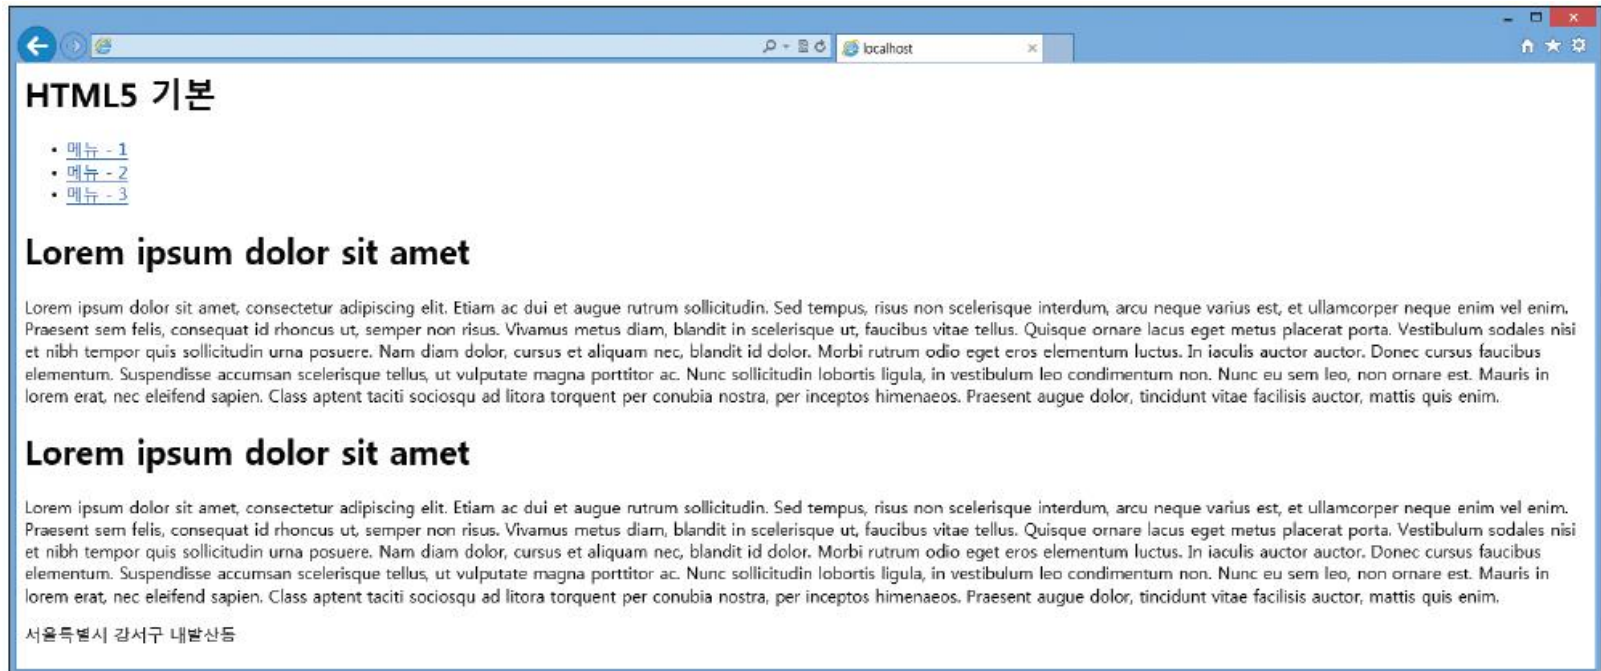 localhost
HTML5 기본
메뉴 - 1
메뉴 - 2
메뉴 - 3
Lorem ipsum dolor sit amet
Lorem ipsum dolor sit amet, consectetur adipiscing elit. Etiam ac dui et augue rutrum sollicitudin. Sed tempus, risus non scelerisque interdum, arcu neque varius est, et ullamcorper neque enim vel enim.
Praesent sem felis, consequat id rhoncus ut, semper non risus. Vivamus metus diam, blandit in scelerisque ut, faucibus vitae tellus. Quisque ornare lacus eget metus placerat porta. Vestibulum sodales nisi
et nibh tempor quis sollicitudin urna posuere. Nam diam dolor, cursus et aliquam nec, blandit id dolor. Morbi rutrum odio eget eros elementum luctus. In iaculis auctor auctor. Donec cursus faucibus
elementum. Suspendisse accumsan scelerisque tellus, ut vulputate magna porttitor ac. Nunc sollicitudin lobortis ligula, in vestibulum leo condimentum non. Nunc eu sem leo, non ornare est. Mauris in
lorem erat, nec eleifend sapien. Class aptent taciti sociosqu ad litora torquent per conubia nostra, per inceptos himenaeos. Praesent augue dolor, tincidunt vitae facilisis auctor, mattis quis enim.
Lorem ipsum dolor sit amet
Lorem ipsum dolor sit amet, consectetur adipiscing elit. Etiam ac dui et augue rutrum sollicitudin. Sed tempus, risus non scelerisque interdum, arcu neque varius est, et ullamcorper neque enim vel enim.
Praesent sem felis, consequat id rhoncus ut, semper non risus. Vivamus metus diam, blandit in scelerisque ut, faucibus vitae tellus. Quisque ornare lacus eget metus placerat porta. Vestibulum sodales nisi
et nibh tempor quis sollicitudin urna posuere. Nam diam dolor, cursus et aliquam nec, blandit id dolor. Morbi rutrum odio eget eros elementum luctus. In iaculis auctor auctor. Donec cursus faucibus
elementum. Suspendisse accumsan scelerisque tellus, ut vulputate magna porttitor ac. Nunc sollicitudin lobortis ligula, in vestibulum leo condimentum non. Nunc eu sem leo, non ornare est. Mauris in
lorem erat, nec eleifend sapien. Class aptent taciti sociosqu ad litora torquent per conubia nostra, per inceptos himenaeos. Praesent augue dolor, tincidunt vitae facilisis auctor, mattis quis enim.
서울특별시 강서구 내발산동